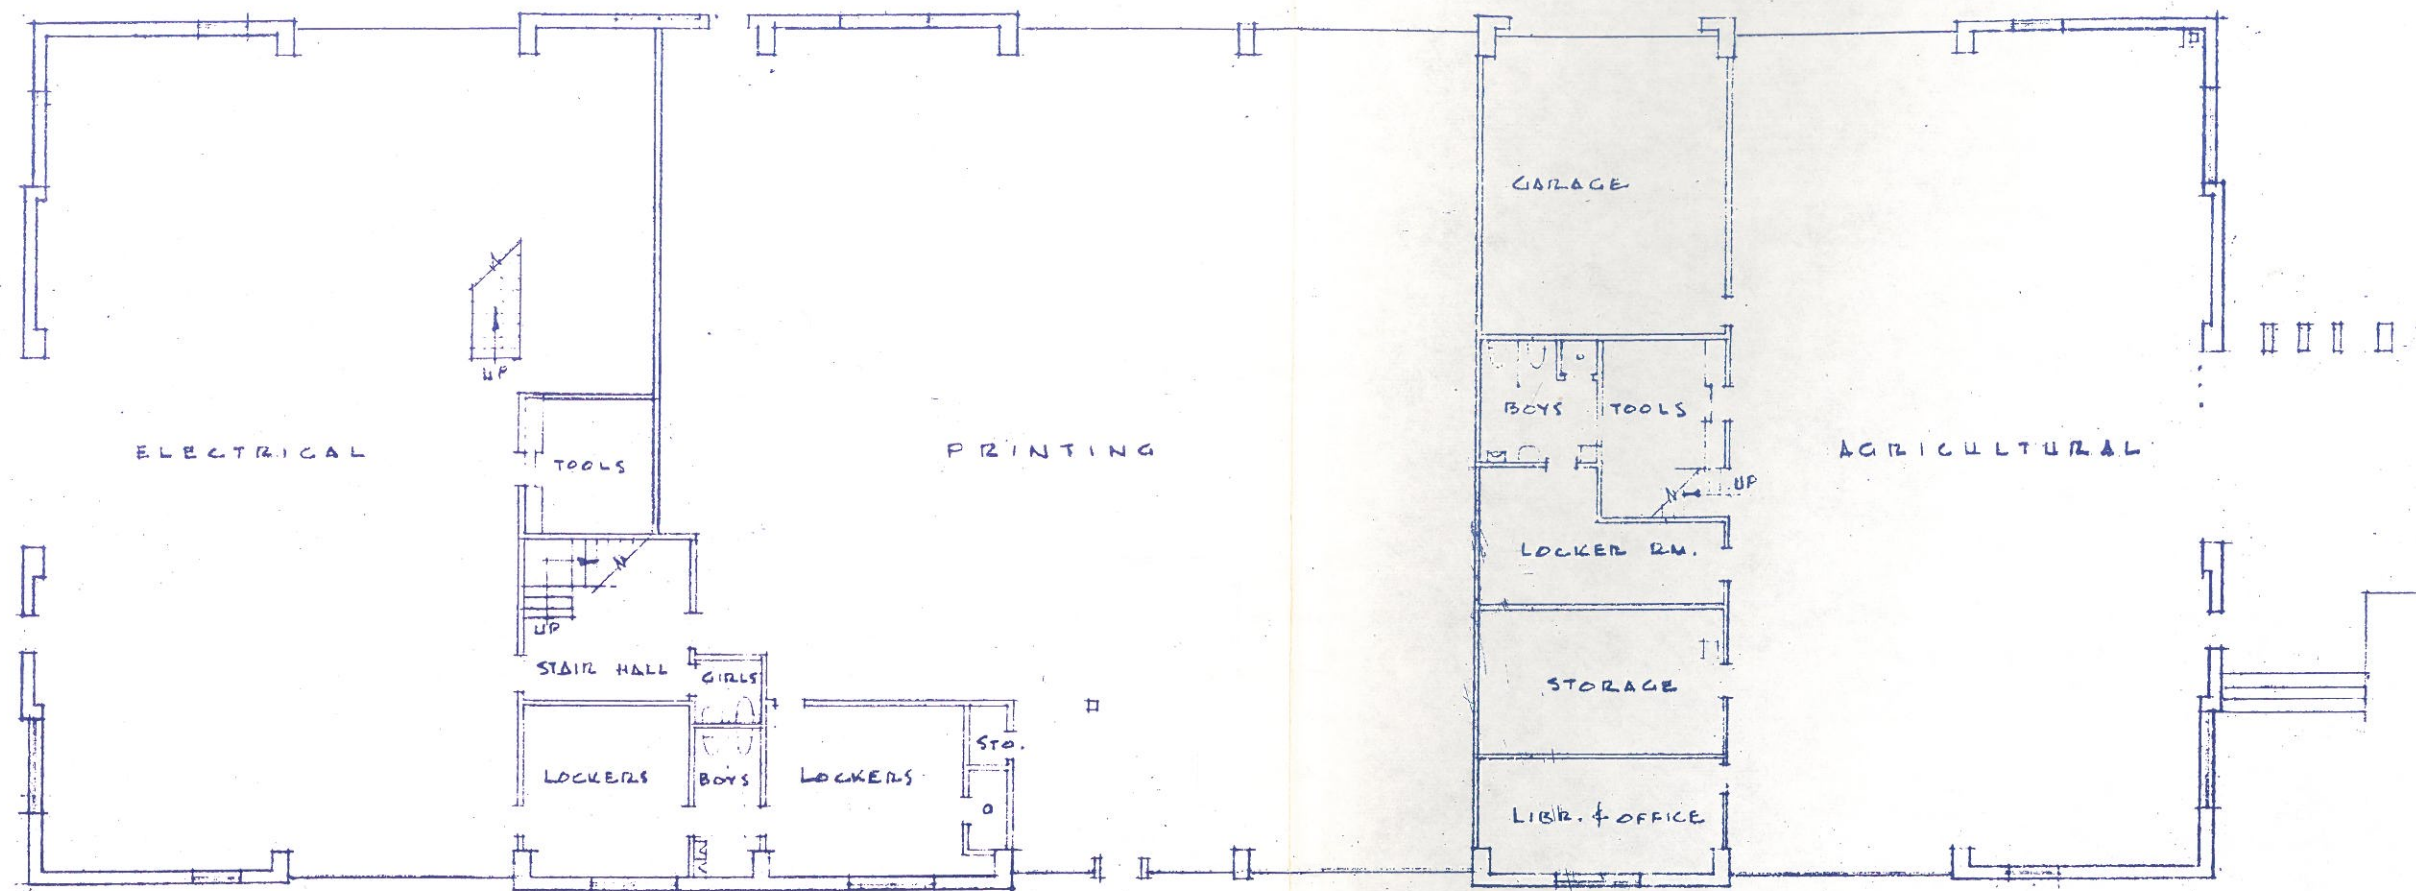 ELECTRICAL
UP
TOOLS
UP
STAIR HALL
GIRLS
LOCKERS
BOYS
LOCKERS
STO.
PRINTING
GARAGE
BOYS
TOOLS
UP
LOCKER RM.
STORAGE
LIBR. & OFFICE
AGRICULTURAL